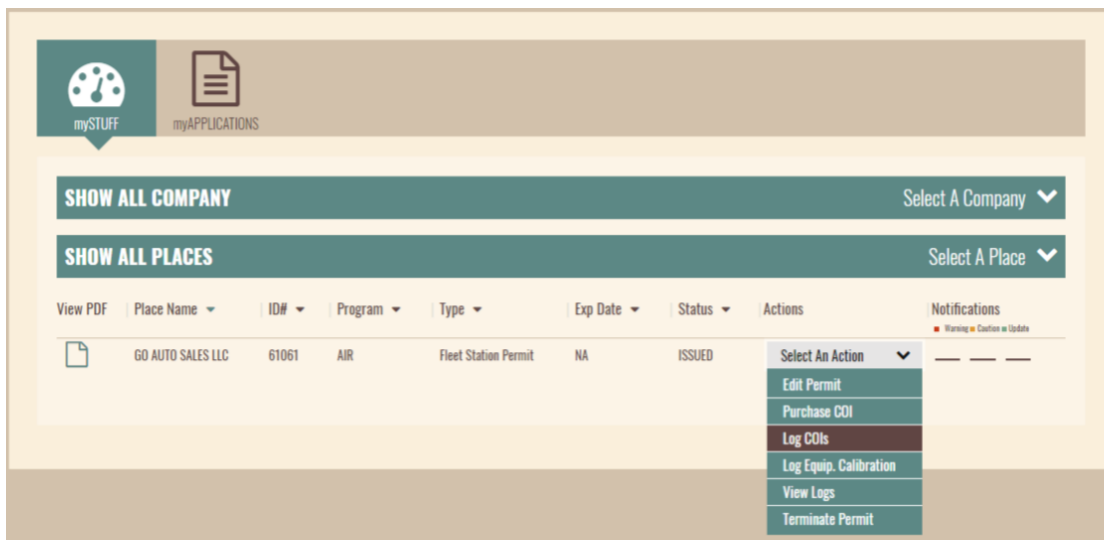 mySTUFF
myAPPLICATIONS
SHOW ALL COMPANY Select A Company
SHOW ALL PLACES Select A Place
View PDF Place Name ID# Program Type Exp Date Status Actions Notifications
Warning Caution Update
GO AUTO SALES LLC 61061 AIR Fleet Station Permit NA ISSUED Select An Action
Edit Permit
Purchase COI
Log COIs
Log Equip. Calibration
View Logs
Terminate Permit